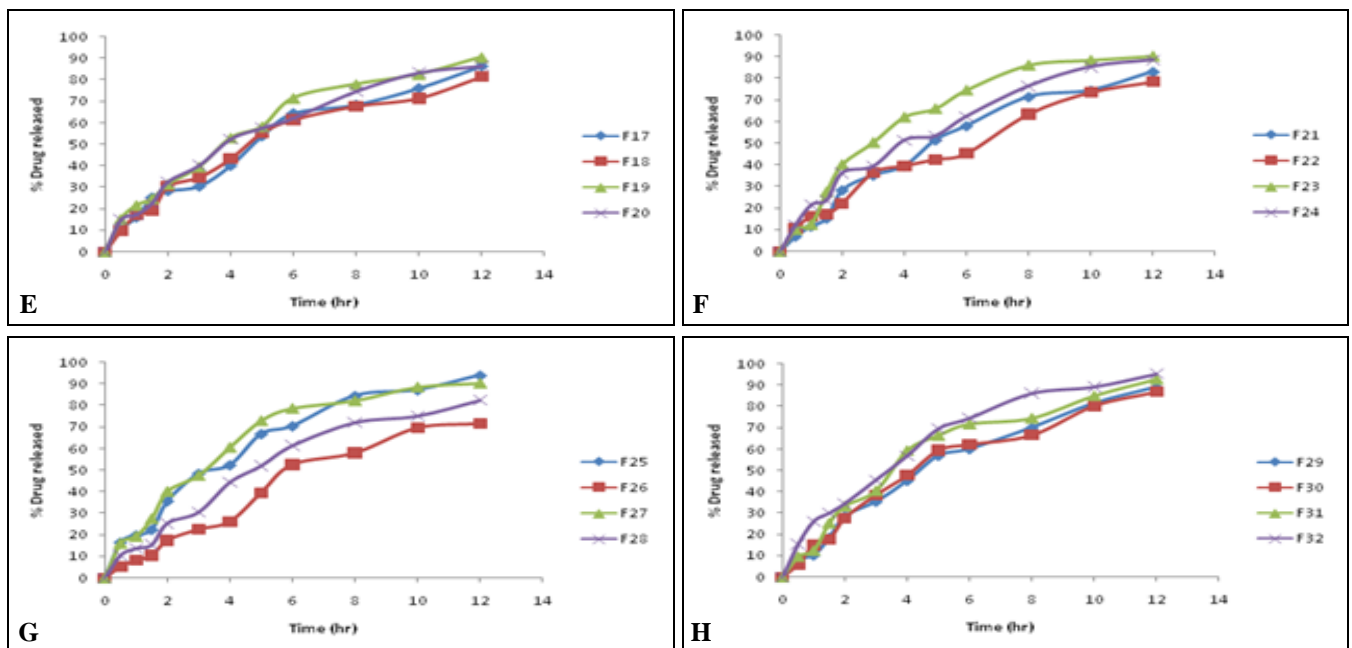 100
90
80
70
60
50
40
30
20
10
0
% Drug released
0 2 4 6 8 10 12 14
Time (hr)
F17
F18
F19
F20
E
100
90
80
70
60
50
40
30
20
10
0
% Drug released
0 2 4 6 8 10 12 14
Time (hr)
F21
F22
F23
F24
F
100
90
80
70
60
50
40
30
20
10
0
% Drug released
0 2 4 6 8 10 12 14
Time (hr)
F25
F26
F27
F28
G
100
90
80
70
60
50
40
30
20
10
0
% Drug released
0 2 4 6 8 10 12 14
Time (hr)
F29
F30
F31
F32
H